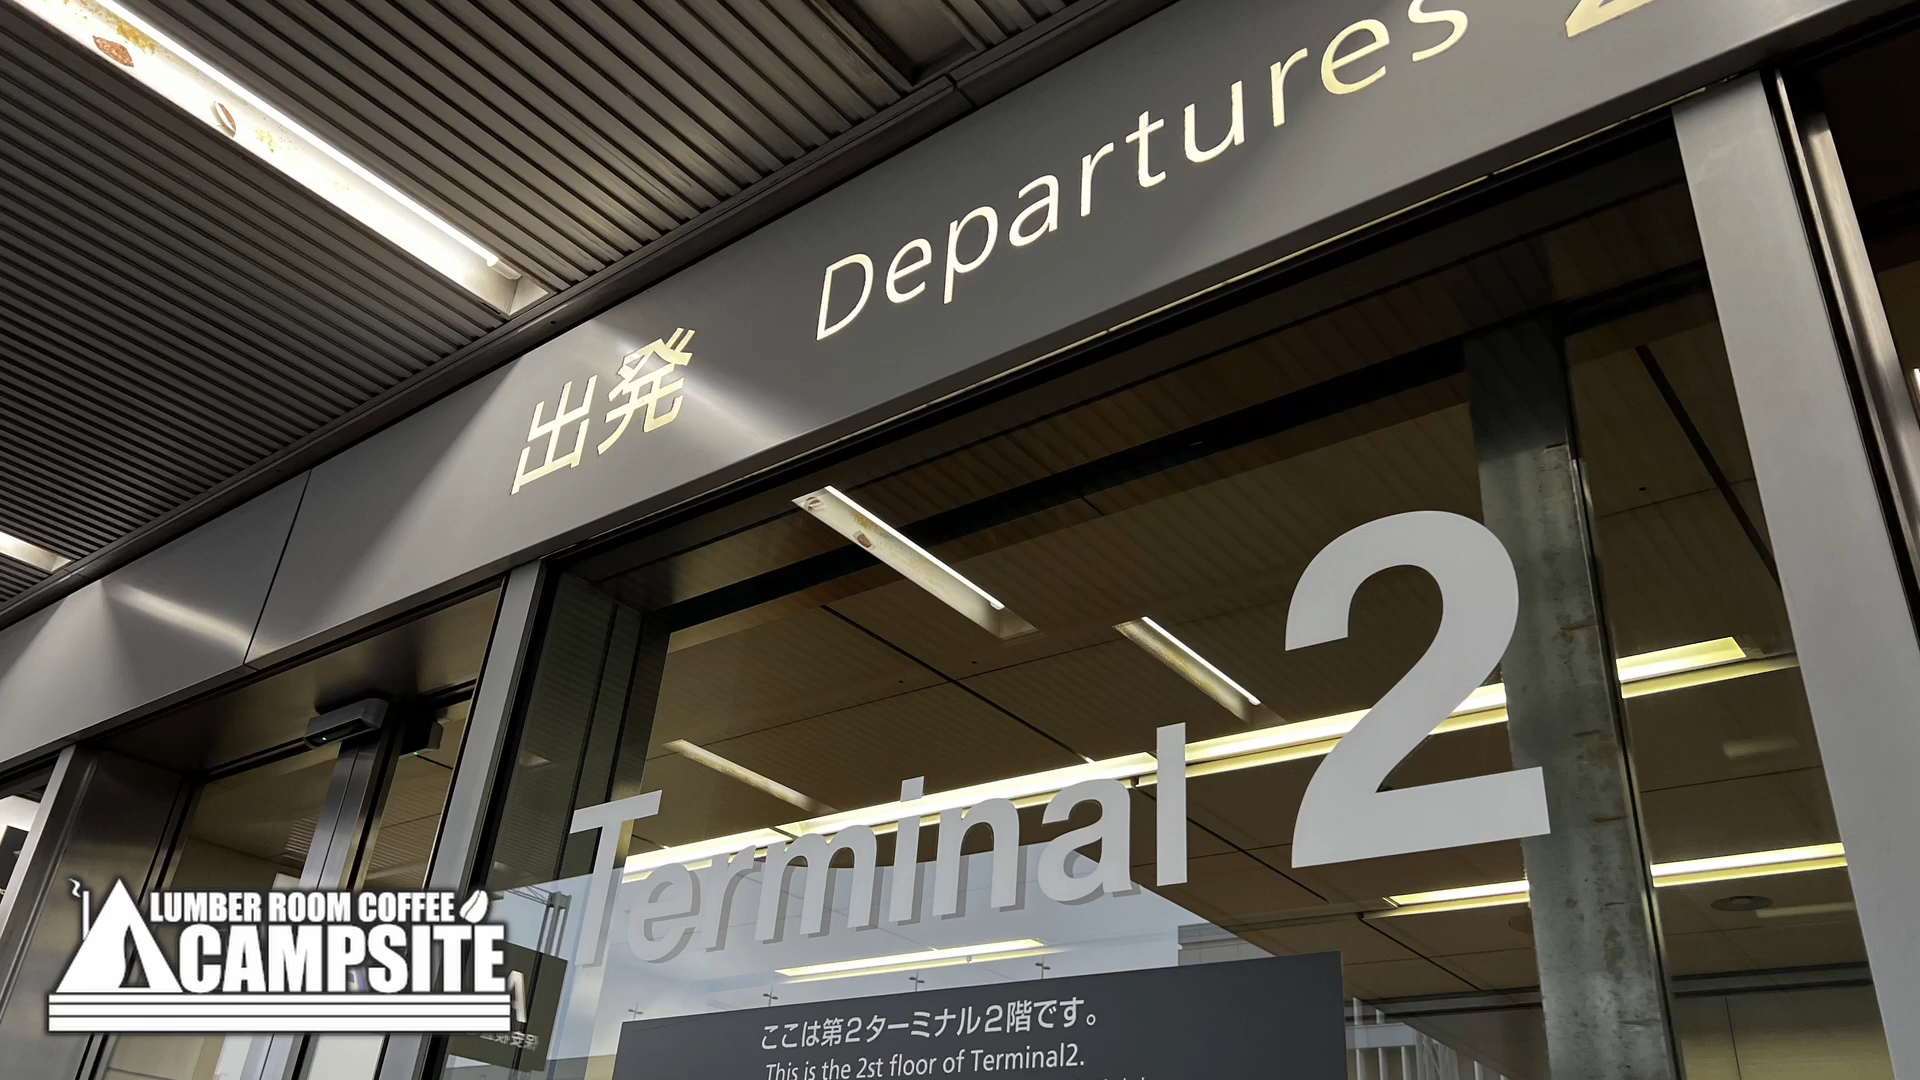 出発 Departures 2
Terminal 2
ここは第2ターミナル2階です。
This is the 2st floor of Terminal2.
LUMBER ROOM COFFEE
CAMPSITE